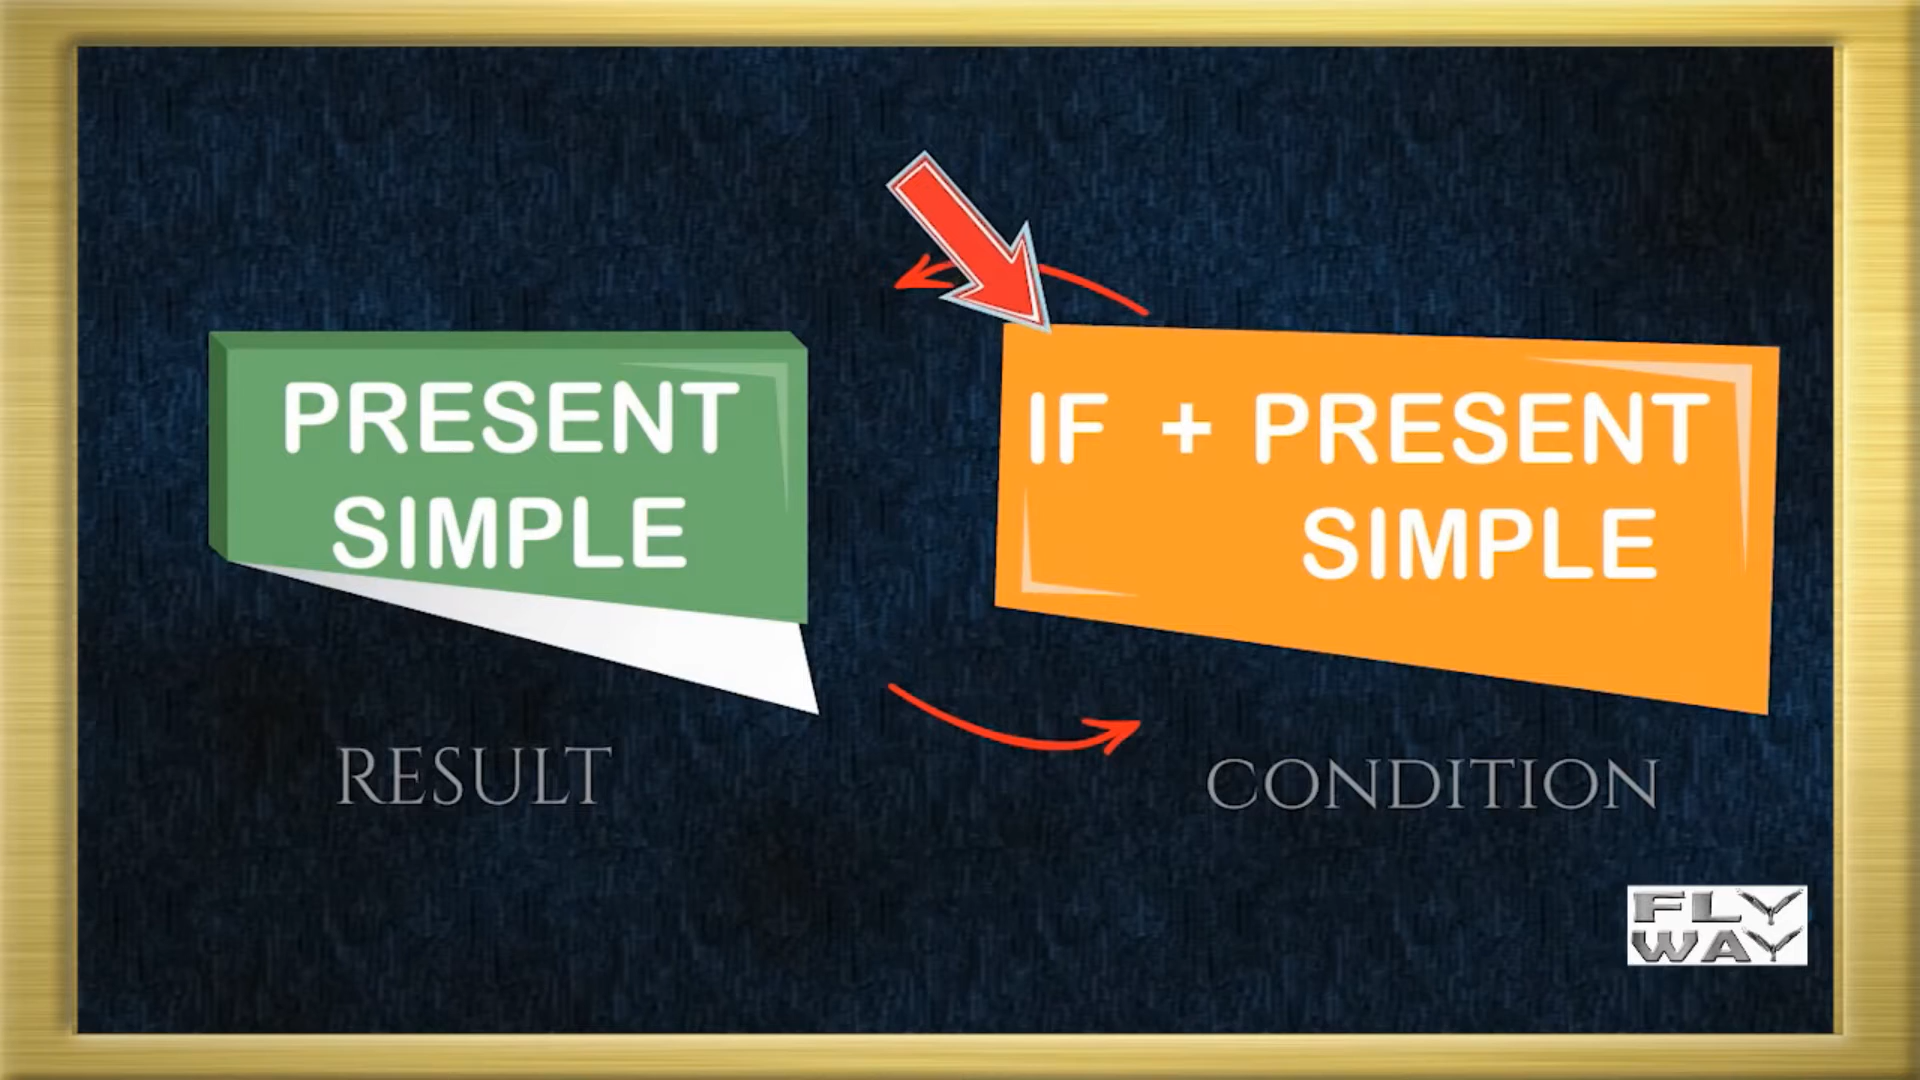 PRESENT
SIMPLE
IF + PRESENT
SIMPLE
RESULT
CONDITION
FLY
WAY